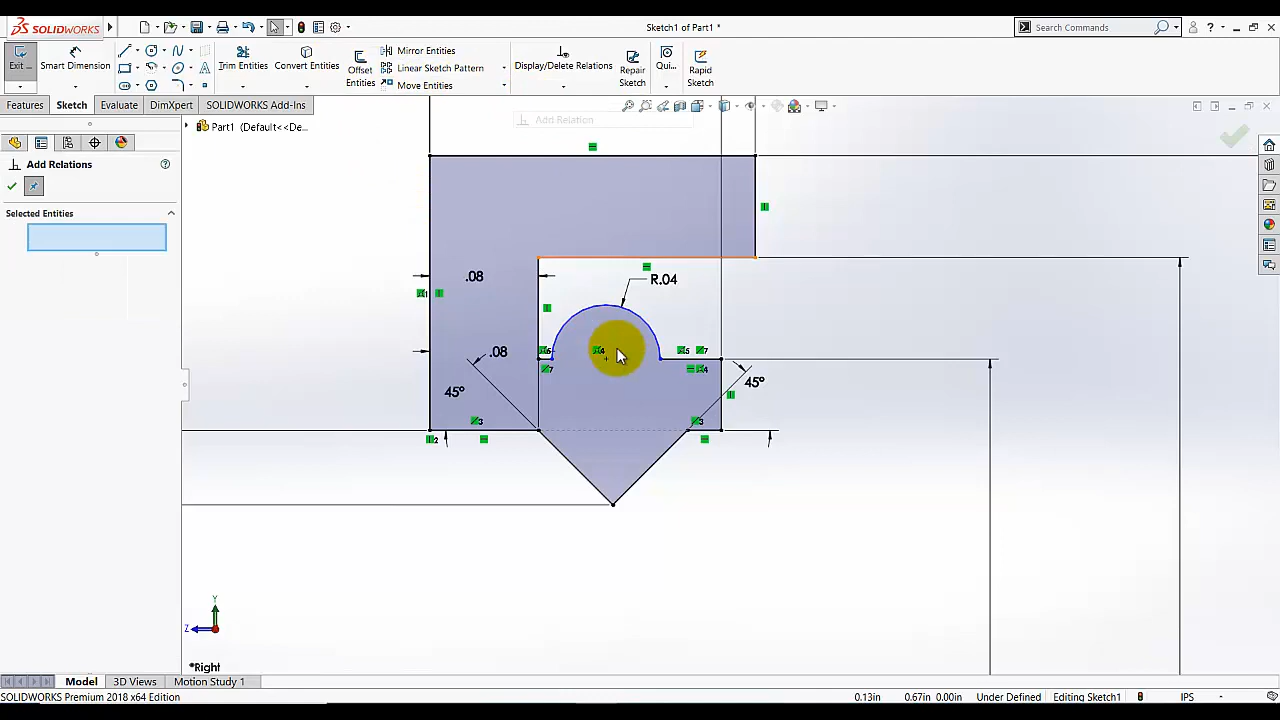 SOLIDWORKS
Sketch1 of Part1 *
Search Commands
?
Exit ...
Smart Dimension
Trim Entities
Convert Entities
Offset Entities
Mirror Entities
Linear Sketch Pattern
Move Entities
Display/Delete Relations
Repair Sketch
Qui...
Rapid Sketch
Features
Sketch
Evaluate
DimXpert
SOLIDWORKS Add-Ins
Add Relation
Part1 (Default<<De...
Add Relations
Selected Entities
.08
R.04
.08
45°
45°
Y
Z
*Right
Model
3D Views
Motion Study 1
SOLIDWORKS Premium 2018 x64 Edition
0.13in
0.67in 0.00in
Under Defined
Editing Sketch1
IPS